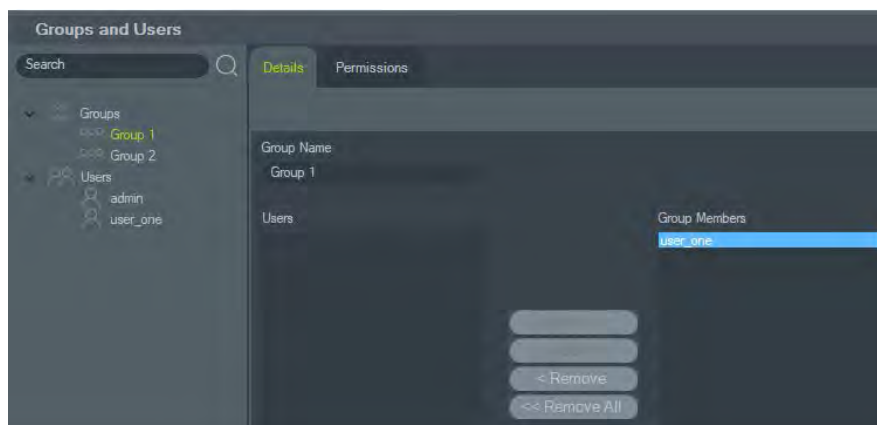 Groups and Users
Search
Details Permissions
Groups
Group 1
Group 2
Users
admin
user_one
Group Name
Group 1
Users
Group Members
user_one
< Remove
<< Remove All